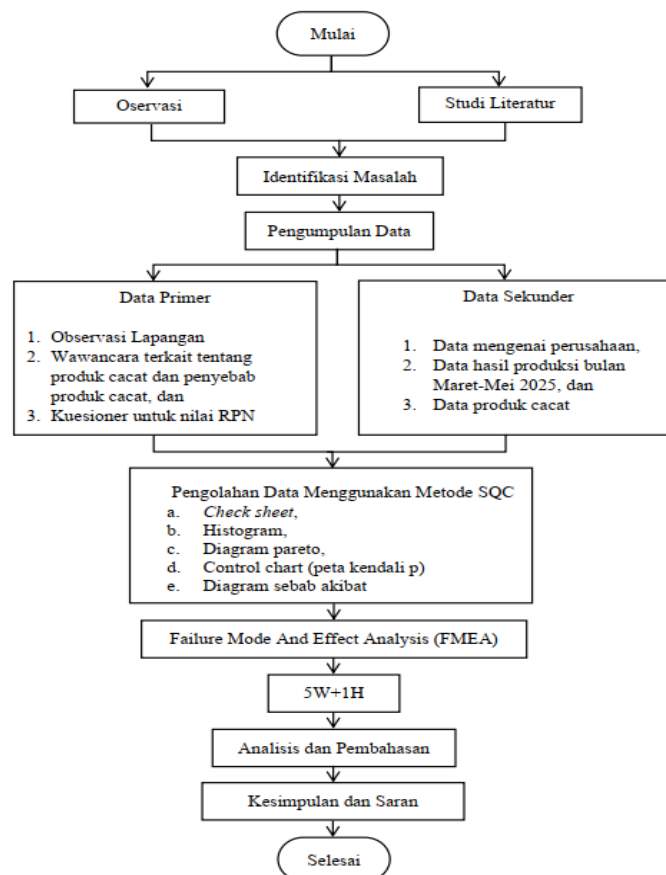 Mulai
Oservasi
Studi Literatur
Identifikasi Masalah
Pengumpulan Data
Data Primer
1. Observasi Lapangan
2. Wawancara terkait tentang
produk cacat dan penyebab
produk cacat, dan
3. Kuesioner untuk nilai RPN
Data Sekunder
1. Data mengenai perusahaan,
2. Data hasil produksi bulan
Maret-Mei 2025, dan
3. Data produk cacat
Pengolahan Data Menggunakan Metode SQC
a. Check sheet,
b. Histogram,
c. Diagram pareto,
d. Control chart (peta kendali p)
e. Diagram sebab akibat
Failure Mode And Effect Analysis (FMEA)
5W+1H
Analisis dan Pembahasan
Kesimpulan dan Saran
Selesai